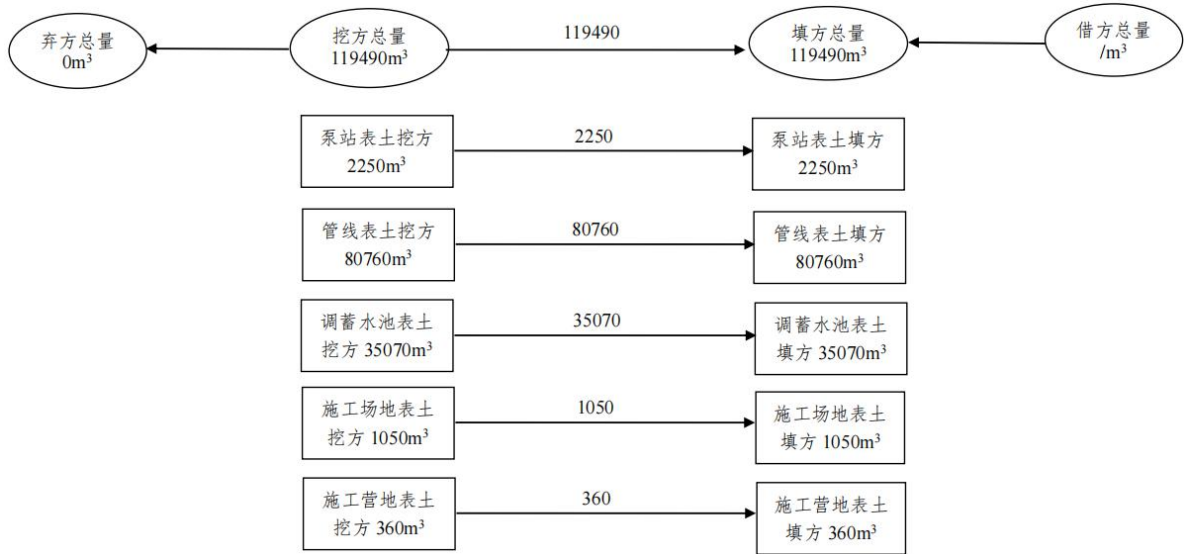 弃方总量
0m³
挖方总量
119490m³
119490
填方总量
119490m³
借方总量
/m³
泵站表土挖方
2250m³
2250
泵站表土填方
2250m³
管线表土挖方
80760m³
80760
管线表土填方
80760m³
调蓄水池表土
挖方 35070m³
35070
调蓄水池表土
填方 35070m³
施工场地表土
挖方 1050m³
1050
施工场地表土
填方 1050m³
施工营地表土
挖方 360m³
360
施工营地表土
填方 360m³